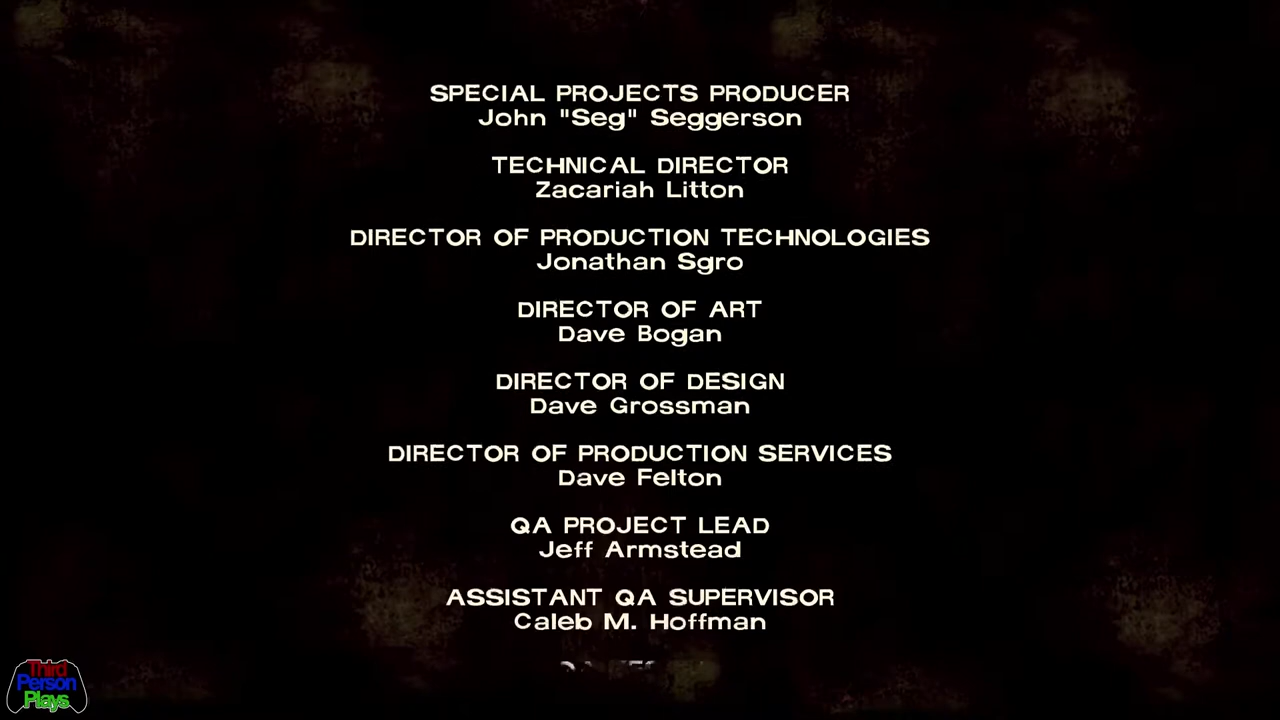 SPECIAL PROJECTS PRODUCER
John "Seg" Seggerson
TECHNICAL DIRECTOR
Zacariah Litton
DIRECTOR OF PRODUCTION TECHNOLOGIES
Jonathan Sgro
DIRECTOR OF ART
Dave Bogan
DIRECTOR OF DESIGN
Dave Grossman
DIRECTOR OF PRODUCTION SERVICES
Dave Felton
QA PROJECT LEAD
Jeff Armstead
ASSISTANT QA SUPERVISOR
Caleb M. Hoffman
Third
Person
Plays